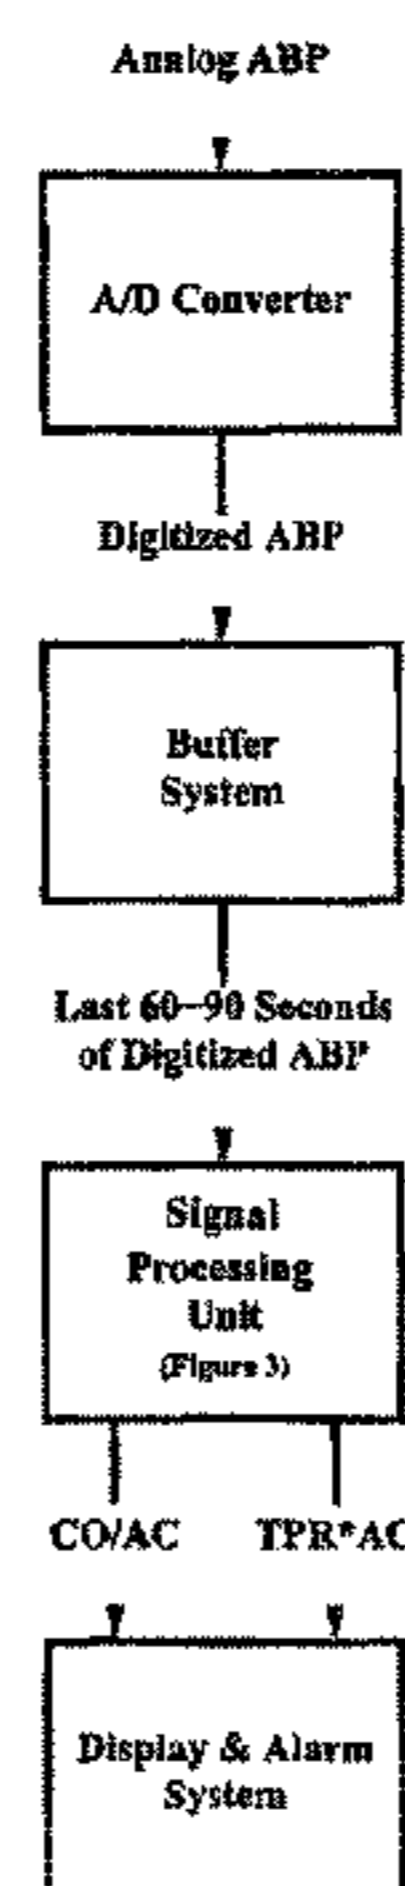 Analog ABP
A/D Converter
Digitized ABP
Buffer
System
Last 60-90 Seconds
of Digitized ABP
Signal
Processing
Unit
(Figure 3)
CO/AC TPR*AC
Display & Alarm
System